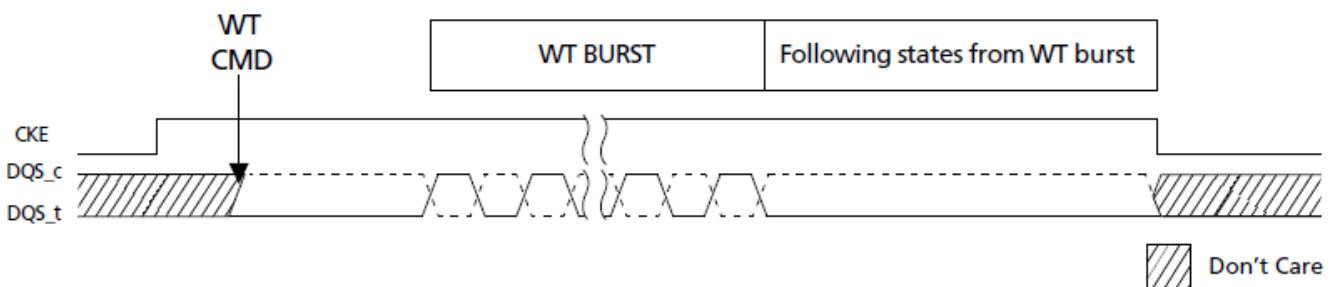 WT
CMD
WT BURST
Following states from WT burst
CKE
DQS_c
DQS_t
Don't Care